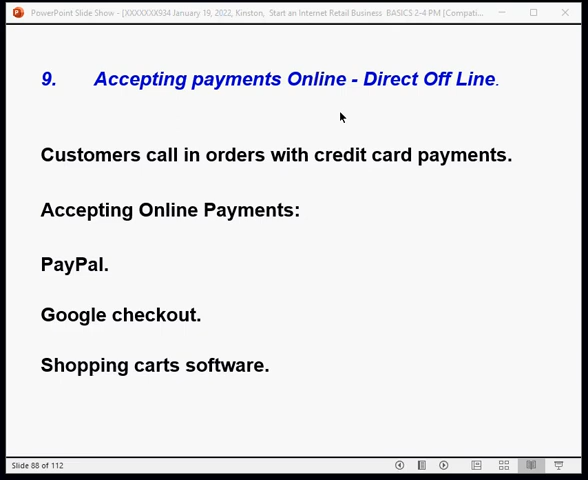 PowerPoint Slide Show - [XXXXXXX934 January 19, 2022, Kinston, Start an Internet Retail Business BASICS 2-4 PM [Compati...
9. Accepting payments Online - Direct Off Line.
Customers call in orders with credit card payments.
Accepting Online Payments:
PayPal.
Google checkout.
Shopping carts software.
Slide 88 of 112